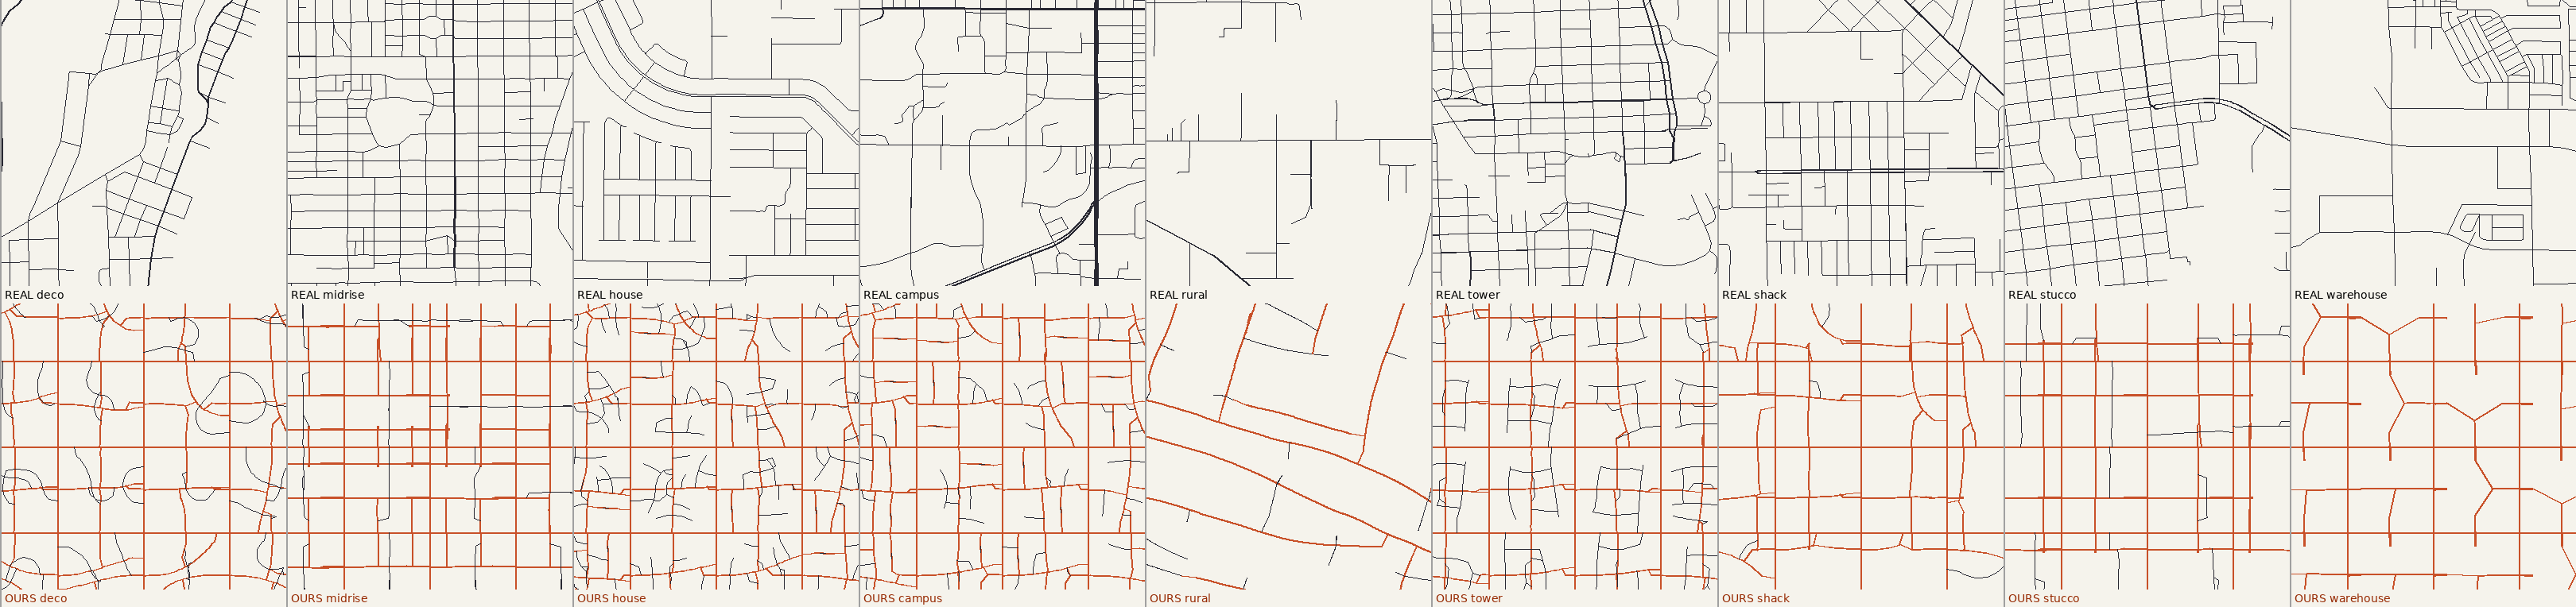 REAL deco
REAL midrise
REAL house
REAL campus
REAL rural
REAL tower
REAL shack
REAL stucco
REAL warehouse
OURS deco
OURS midrise
OURS house
OURS campus
OURS rural
OURS tower
OURS shack
OURS stucco
OURS warehouse